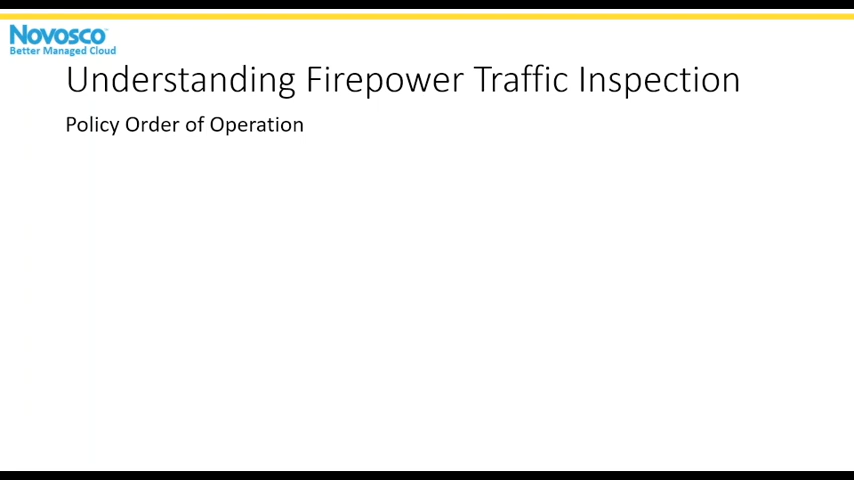 Novosco
Better Managed Cloud
Understanding Firepower Traffic Inspection
Policy Order of Operation